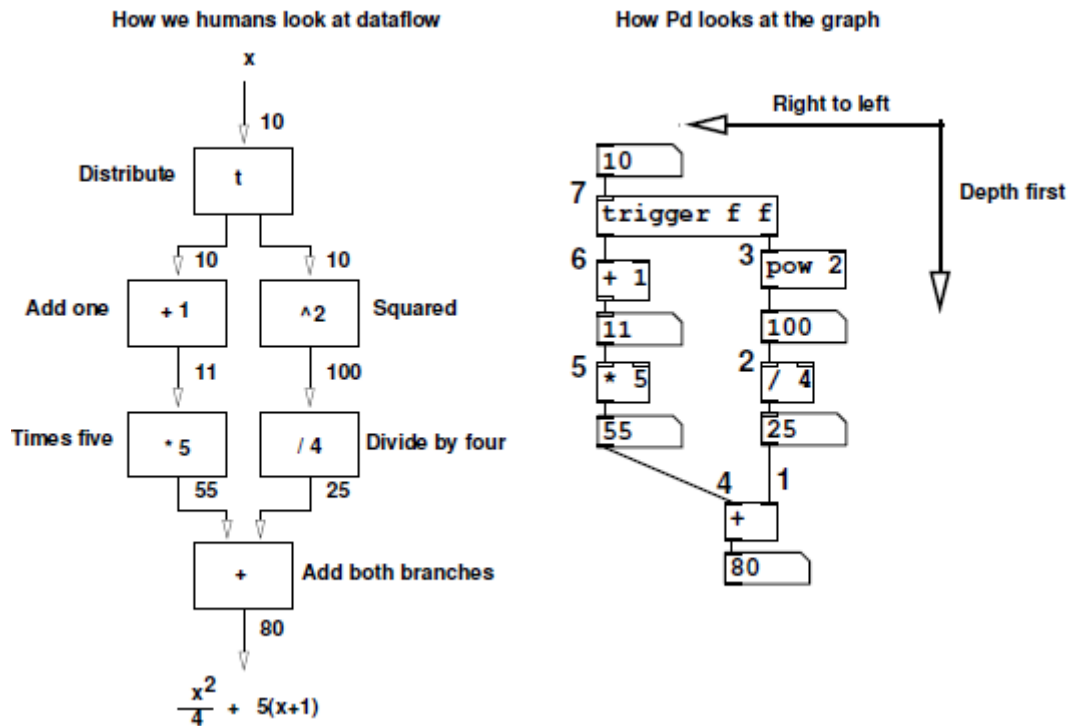 How we humans look at dataflow
x
10
Distribute
t
10
10
Add one
+ 1
^2
Squared
11
100
Times five
* 5
/ 4
Divide by four
55
25
+
Add both branches
80
x2
4
+ 5(x+1)
How Pd looks at the graph
Right to left
Depth first
10
7
trigger f f
6
+ 1
3
pow 2
11
100
5
* 5
2
/ 4
55
25
4
1
+
80